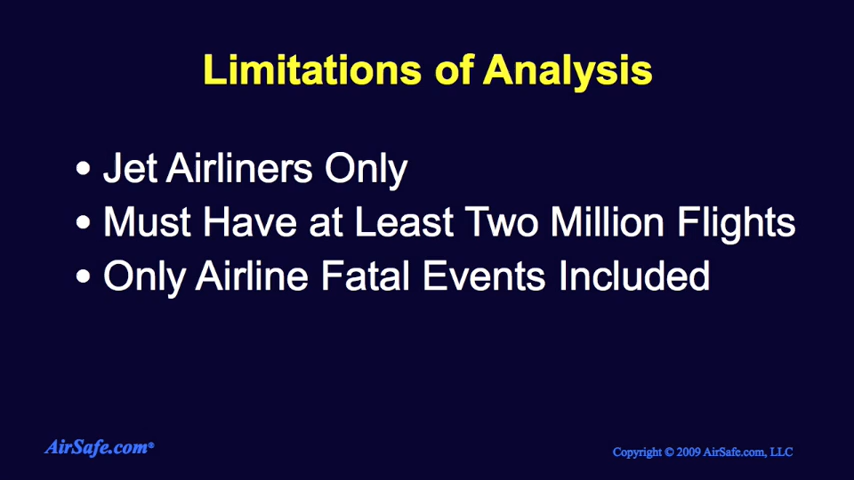 Limitations of Analysis
• Jet Airliners Only
• Must Have at Least Two Million Flights
• Only Airline Fatal Events Included
AirSafe.com®
Copyright © 2009 AirSafe.com, LLC